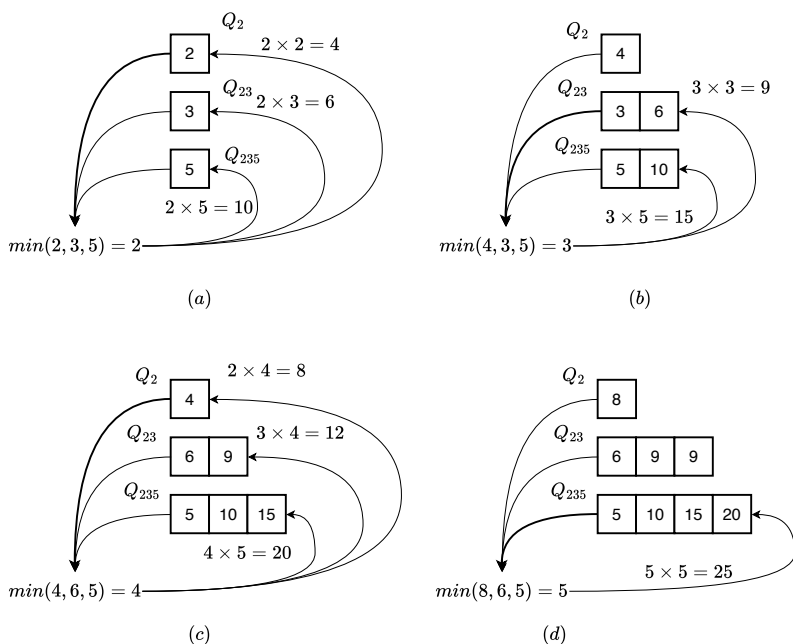 Q₂
2
2 × 2 = 4
Q₂₃
3
2 × 3 = 6
Q₂₃₅
5
2 × 5 = 10
min(2, 3, 5) = 2
(a)
Q₂
4
Q₂₃
3 6
3 × 3 = 9
Q₂₃₅
5 10
3 × 5 = 15
min(4, 3, 5) = 3
(b)
Q₂
4
2 × 4 = 8
Q₂₃
6 9
3 × 4 = 12
Q₂₃₅
5 10 15
4 × 5 = 20
min(4, 6, 5) = 4
(c)
Q₂
8
Q₂₃
6 9 9
Q₂₃₅
5 10 15 20
5 × 5 = 25
min(8, 6, 5) = 5
(d)